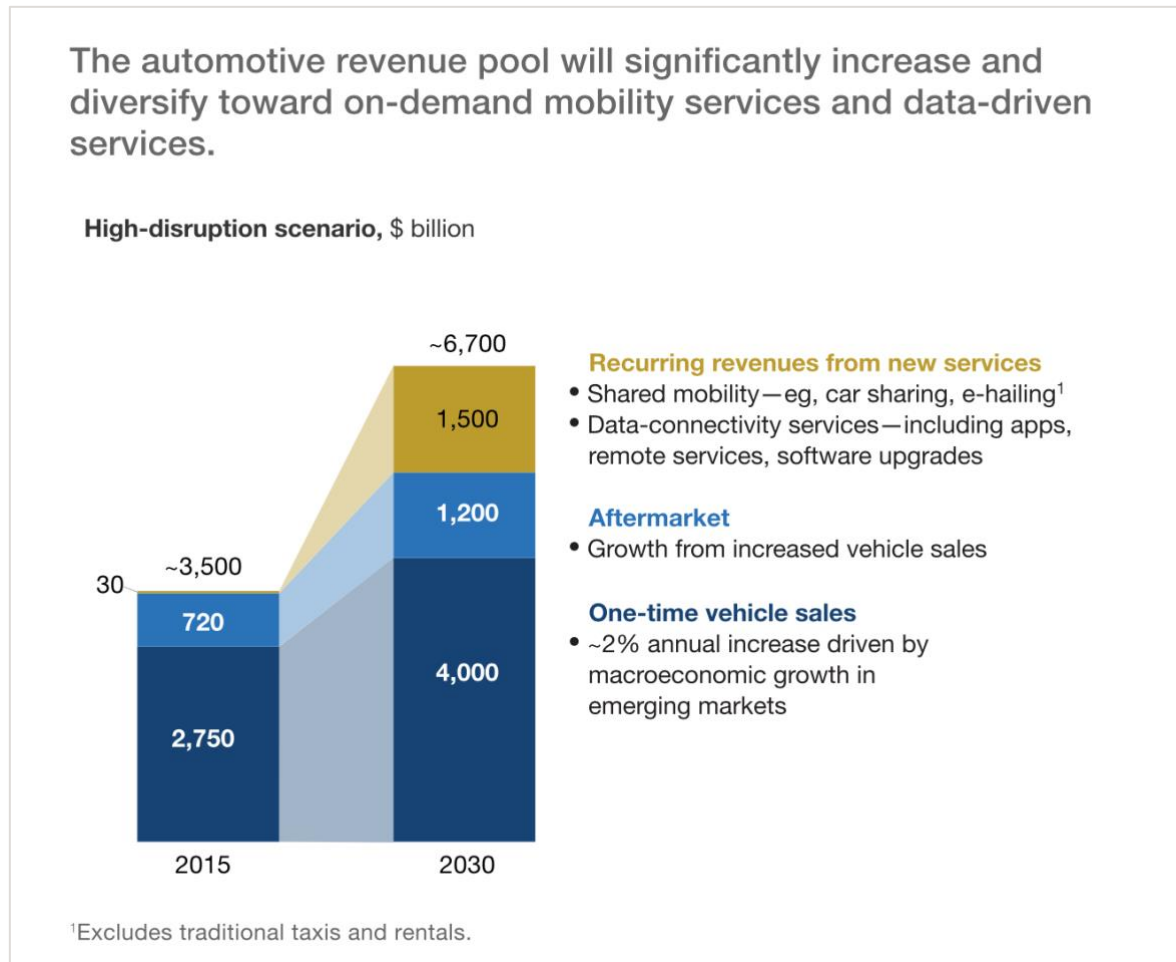 The automotive revenue pool will significantly increase and
diversify toward on-demand mobility services and data-driven
services.
High-disruption scenario, $ billion
~6,700
1,500
1,200
4,000
~3,500
30
720
2,750
2015
2030
Recurring revenues from new services
• Shared mobility—eg, car sharing, e-hailing¹
• Data-connectivity services—including apps,
remote services, software upgrades
Aftermarket
• Growth from increased vehicle sales
One-time vehicle sales
• ~2% annual increase driven by
macroeconomic growth in
emerging markets
¹Excludes traditional taxis and rentals.